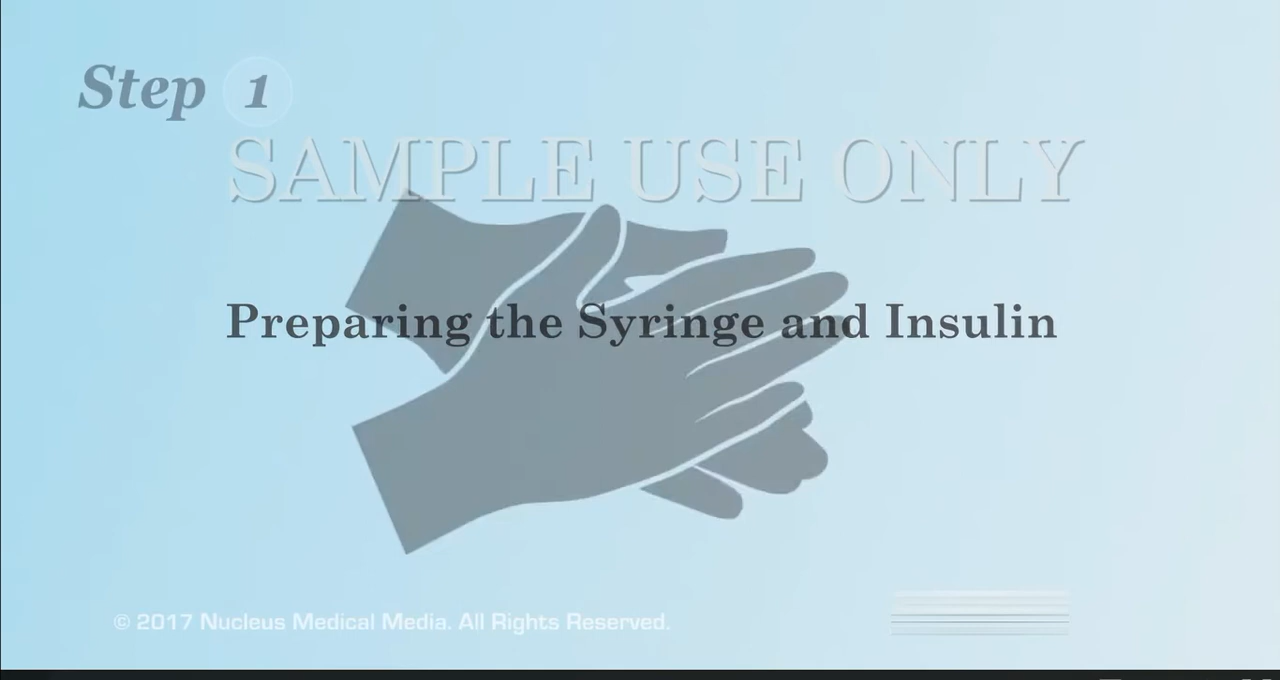 Step 1
SAMPLE USE ONLY
Preparing the Syringe and Insulin
© 2017 Nucleus Medical Media. All Rights Reserved.